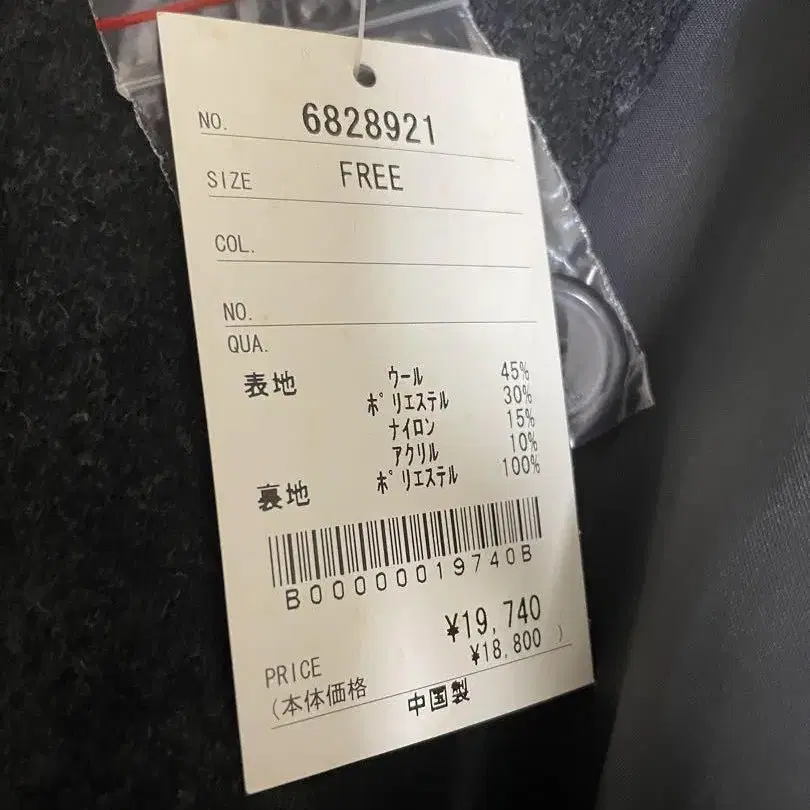 NO. 6828921
SIZE FREE
COL.
NO.
QUA.
表地 ウール 45%
ポリエステル 30%
ナイロン 15%
アクリル 10%
裏地 ポリエステル 100%
B00000019740B
¥19,740
PRICE ¥18,800 )
(本体価格
中国製